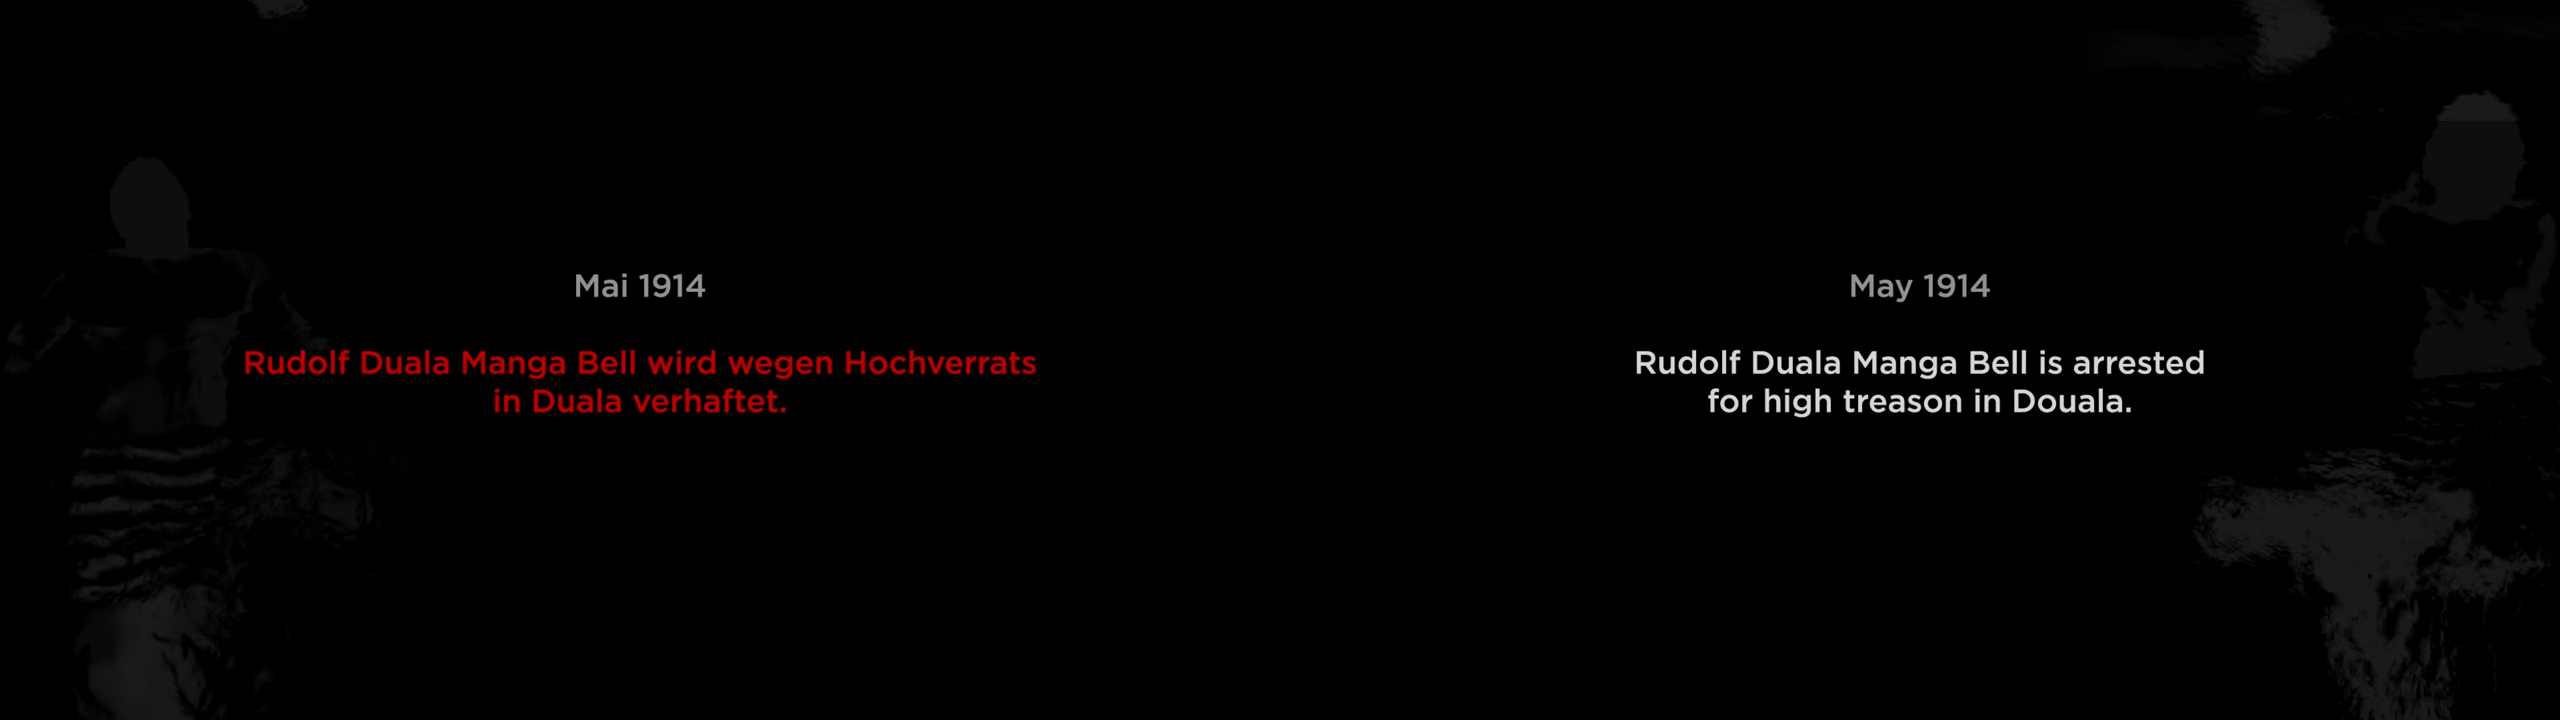 Mai 1914
Rudolf Duala Manga Bell wird wegen Hochverrats
in Duala verhaftet.
May 1914
Rudolf Duala Manga Bell is arrested
for high treason in Douala.